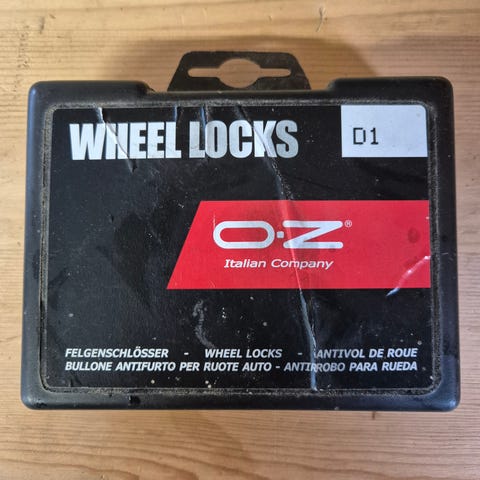 WHEEL LOCKS
D1
O·Z®
Italian Company
FELGENSCHLÖSSER - WHEEL LOCKS - ANTIVOL DE ROUE
BULLONE ANTIFURTO PER RUOTE AUTO - ANTIRROBO PARA RUEDA